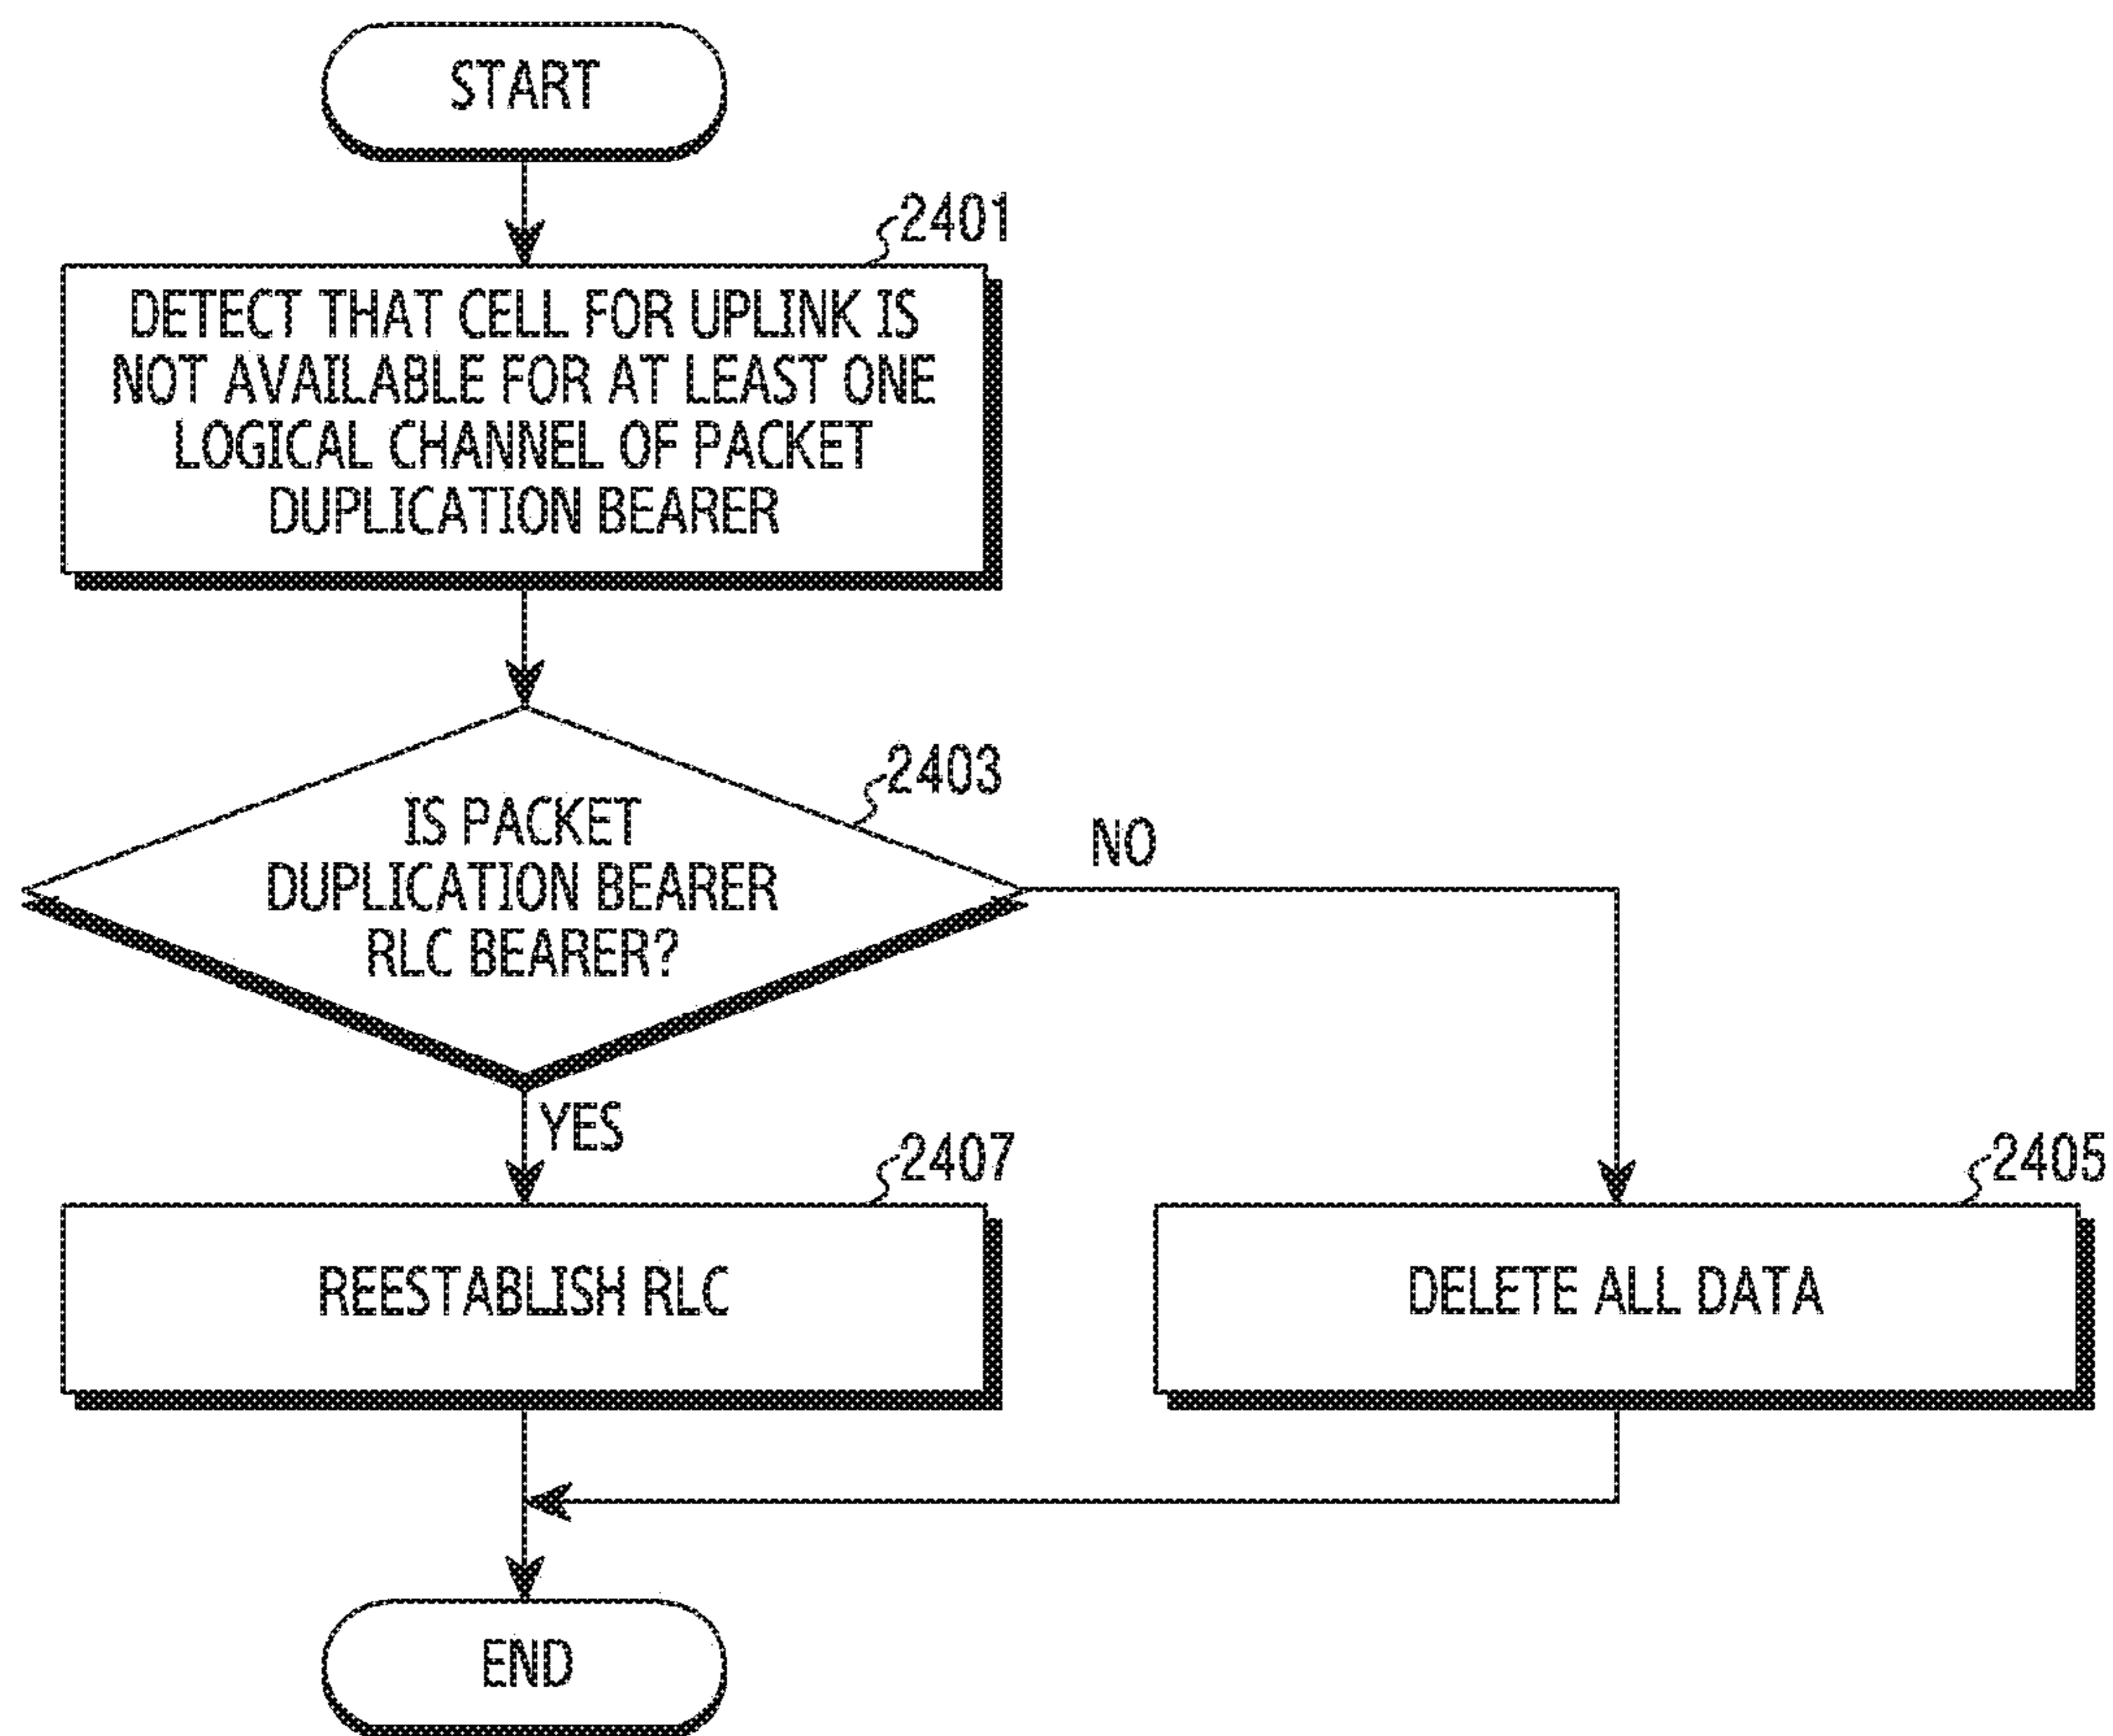 START
2401
DETECT THAT CELL FOR UPLINK IS
NOT AVAILABLE FOR AT LEAST ONE
LOGICAL CHANNEL OF PACKET
DUPLICATION BEARER
2403
IS PACKET
DUPLICATION BEARER
RLC BEARER?
NO
YES
2407
REESTABLISH RLC
2405
DELETE ALL DATA
END